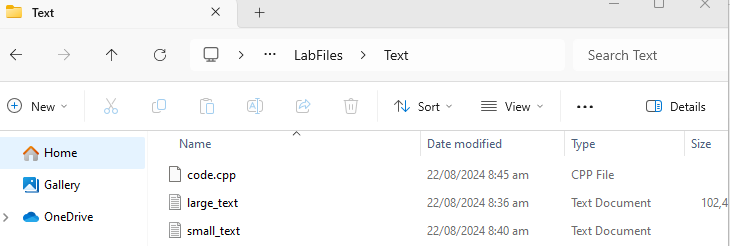 Text
LabFiles Text Search Text
New Sort View Details
Name Date modified Type Size
Home
Gallery
OneDrive
code.cpp 22/08/2024 8:45 am CPP File
large_text 22/08/2024 8:36 am Text Document 102,4
small_text 22/08/2024 8:40 am Text Document